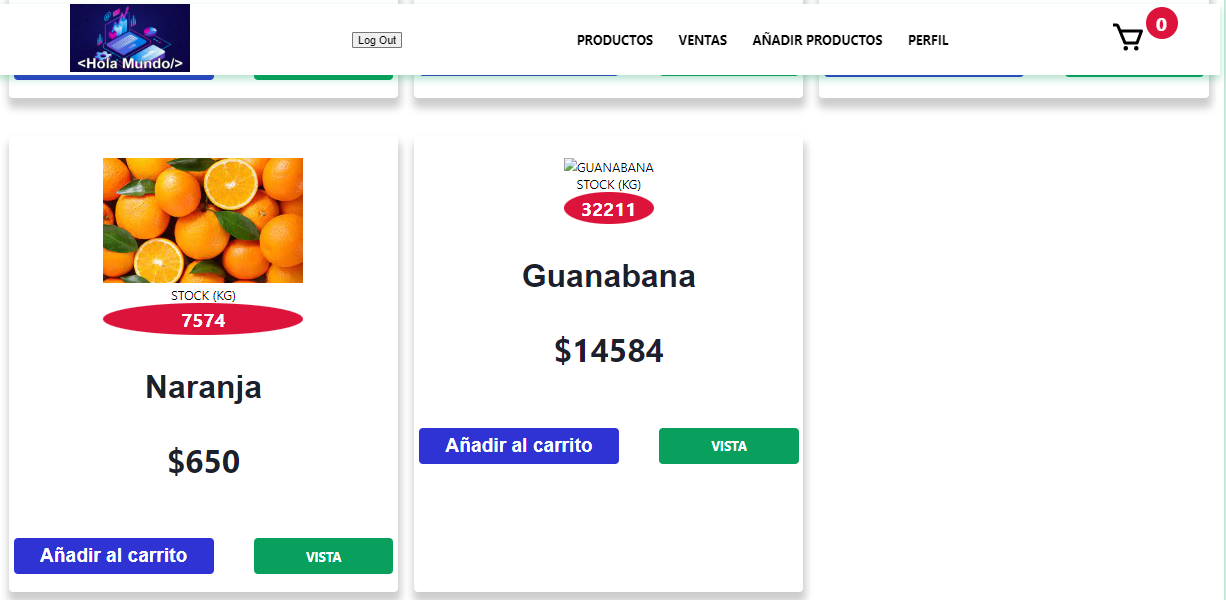 <Hola Mundo/>
Log Out
PRODUCTOS VENTAS AÑADIR PRODUCTOS PERFIL
0
STOCK (KG)
7574
Naranja
$650
Añadir al carrito VISTA
GUANABANA
STOCK (KG)
32211
Guanabana
$14584
Añadir al carrito VISTA